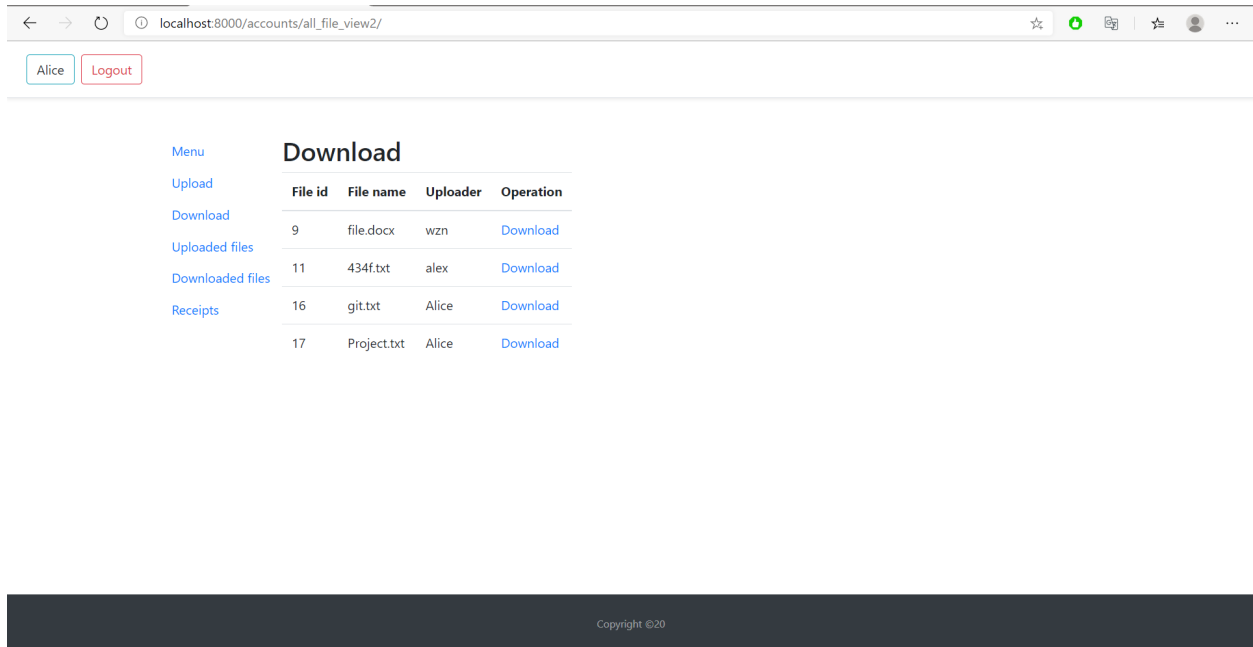 localhost:8000/accounts/all_file_view2/
Alice Logout
Menu
Upload
Download
Uploaded files
Downloaded files
Receipts
Download
File id File name Uploader Operation
9 file.docx wzn Download
11 434f.txt alex Download
16 git.txt Alice Download
17 Project.txt Alice Download
Copyright ©20